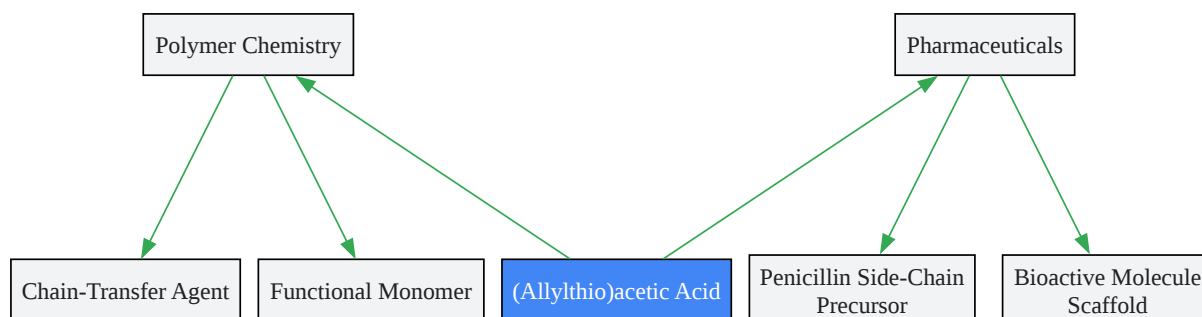 Polymer Chemistry
Pharmaceuticals
Chain-Transfer Agent
Functional Monomer
(Allylthio)acetic Acid
Penicillin Side-Chain
Precursor
Bioactive Molecule
Scaffold